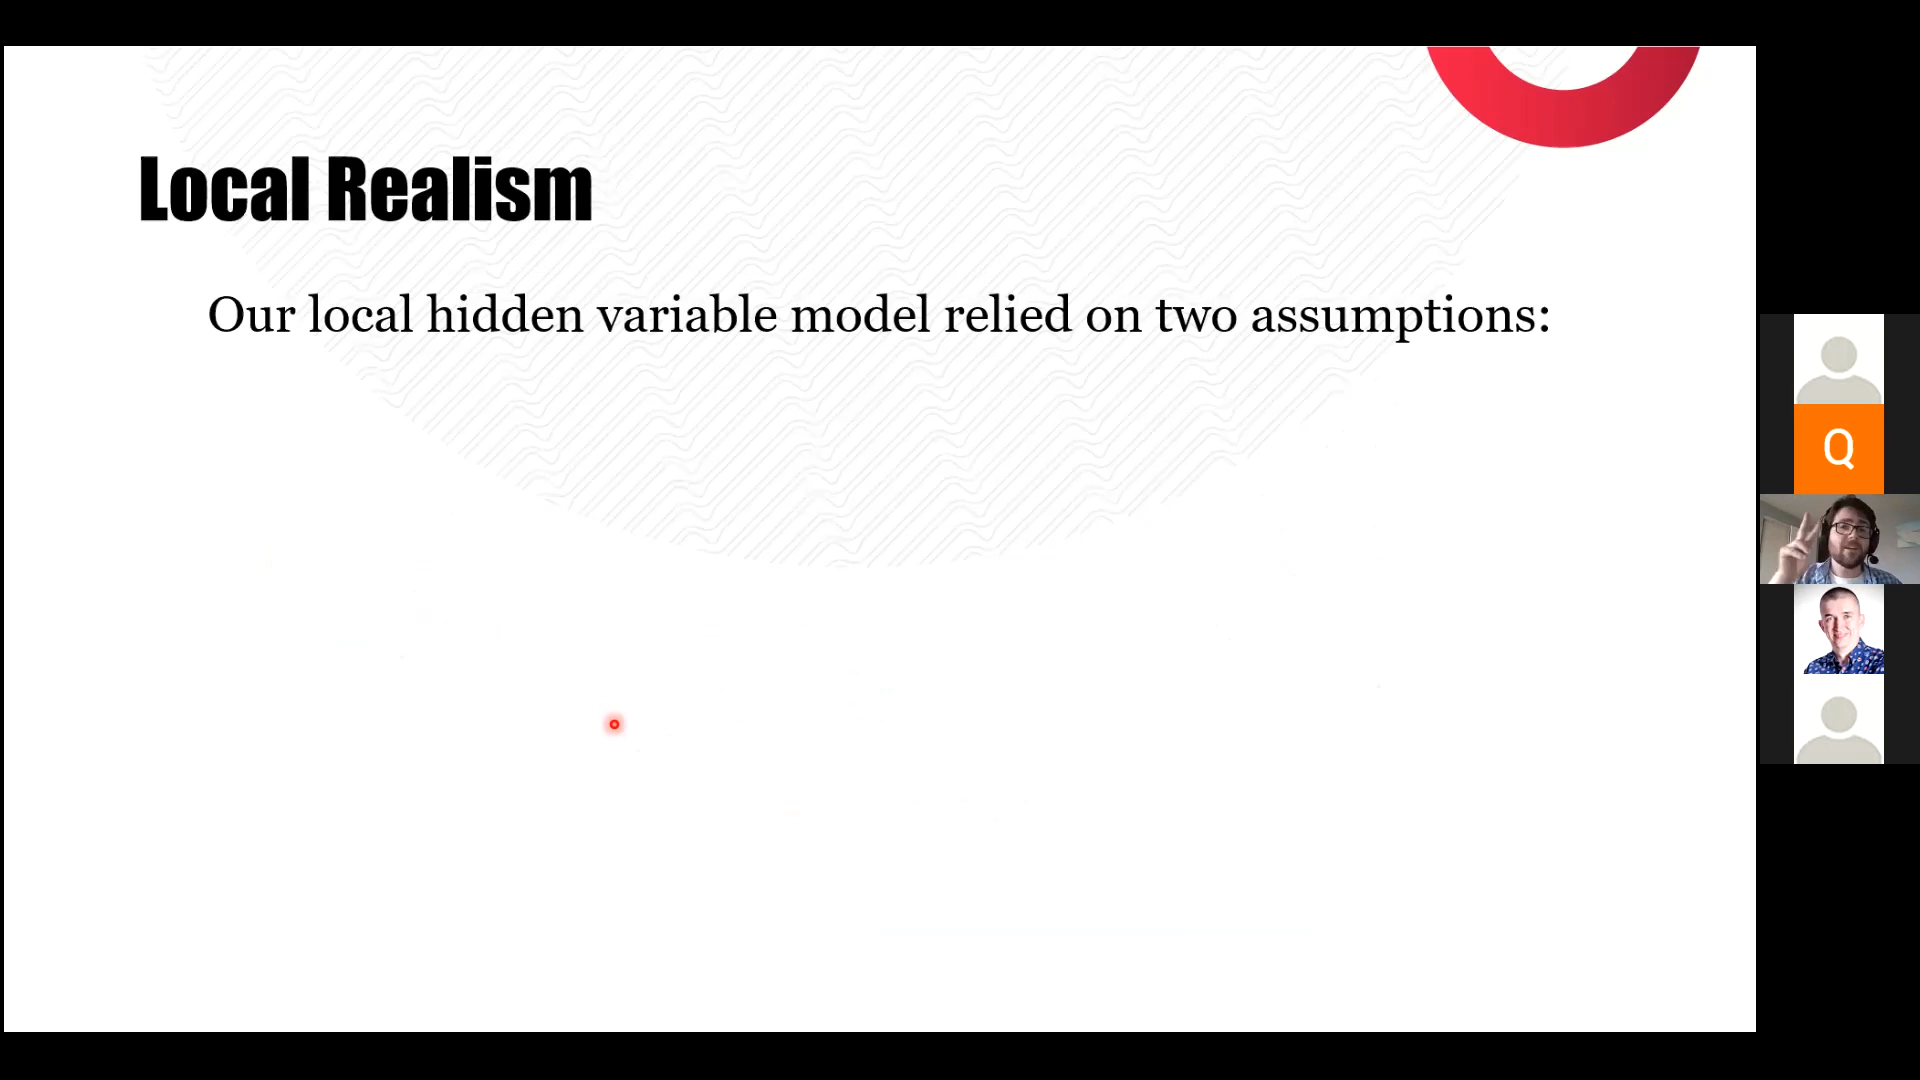 Local Realism
Our local hidden variable model relied on two assumptions:
Q